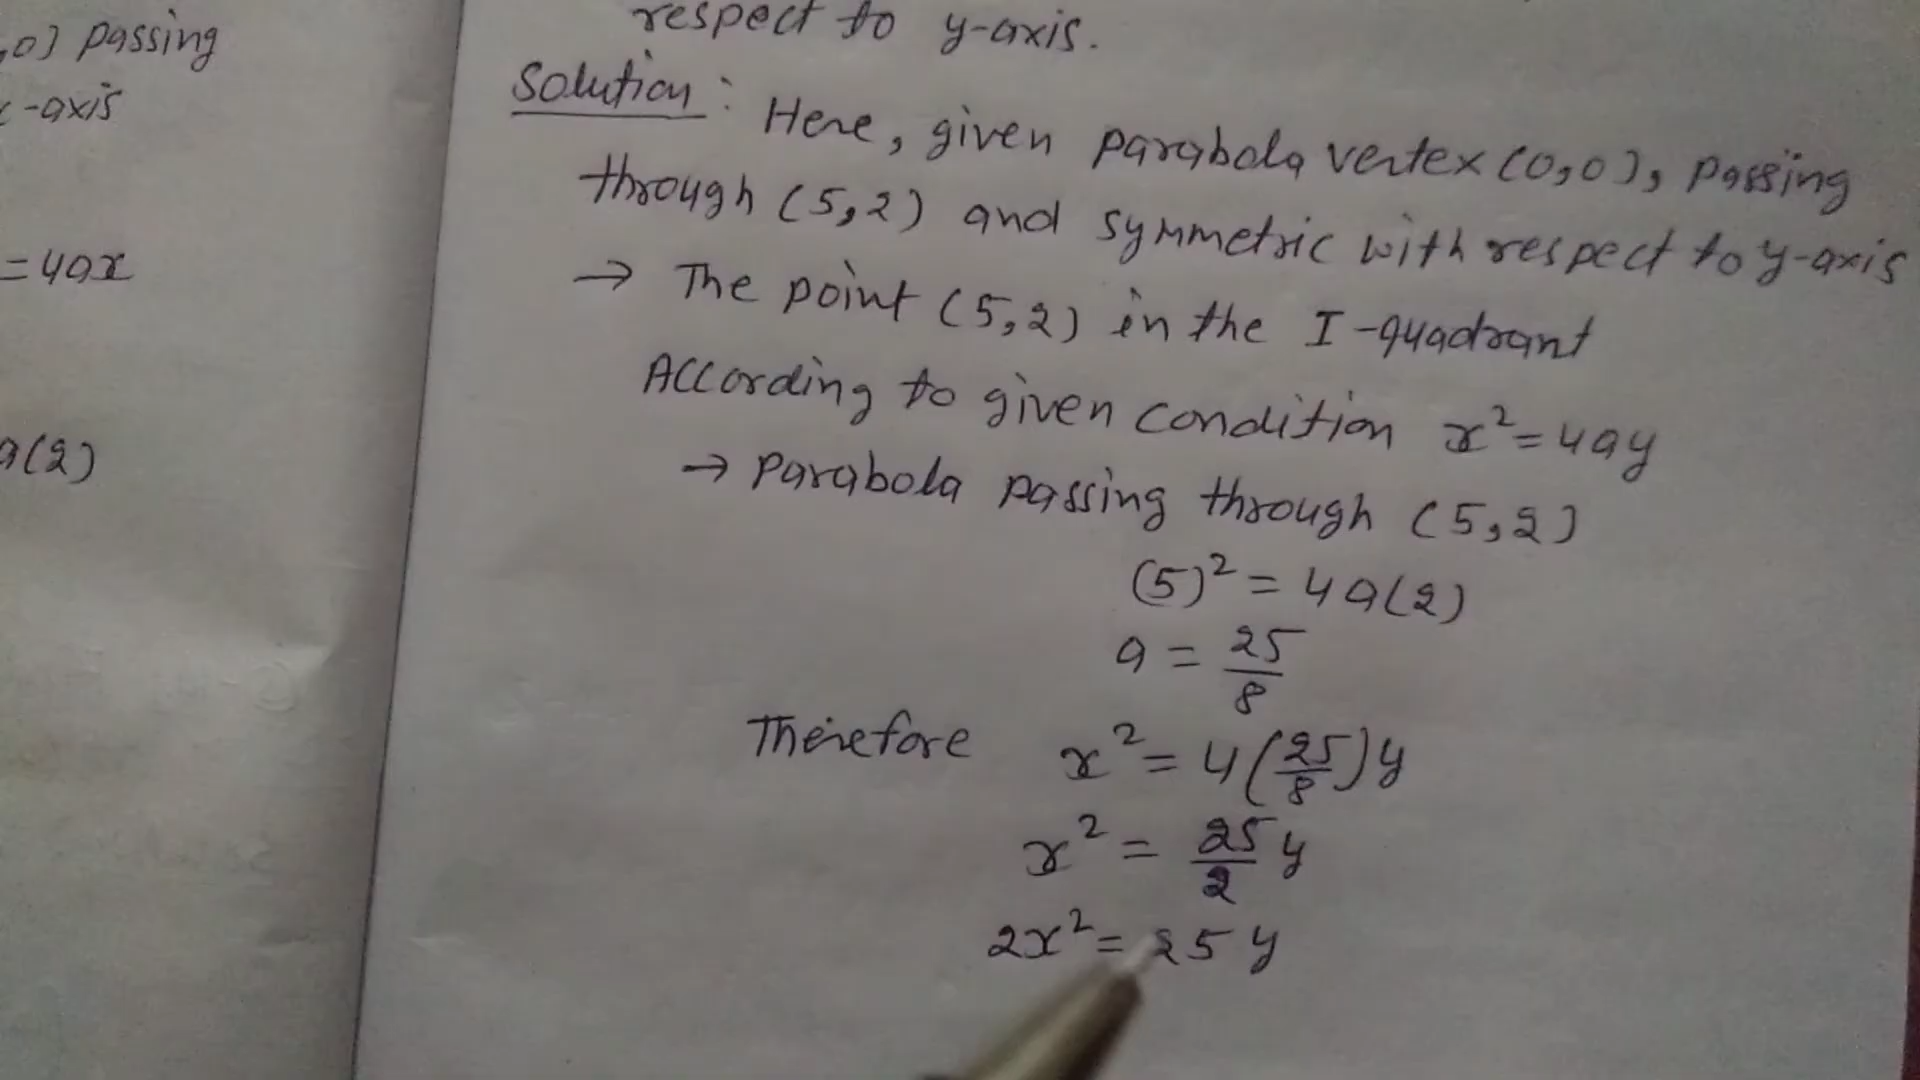 ,0) passing
x-axis
=4ax
a(2)
respect to y-axis.
Solution: Here, given parabola vertex (0,0), passing
through (5,2) and symmetric with respect to y-axis
→ The point (5,2) in the I-quadrant
According to given condition x²=4ay
→ parabola passing through (5,2)
(5)² = 4a(2)
a = 25/8
Therefore x² = 4(25/8)y
x² = 25/2 y
2x² = 25y